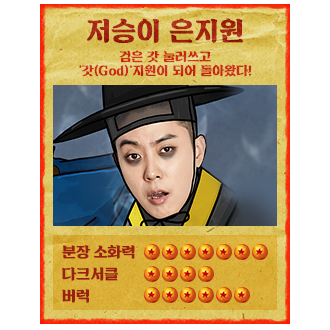 저승이 은지원
검은 갓 눌러쓰고
'갓(God)'지원이 되어 돌아왔다!
분장 소화력
다크서클
버럭